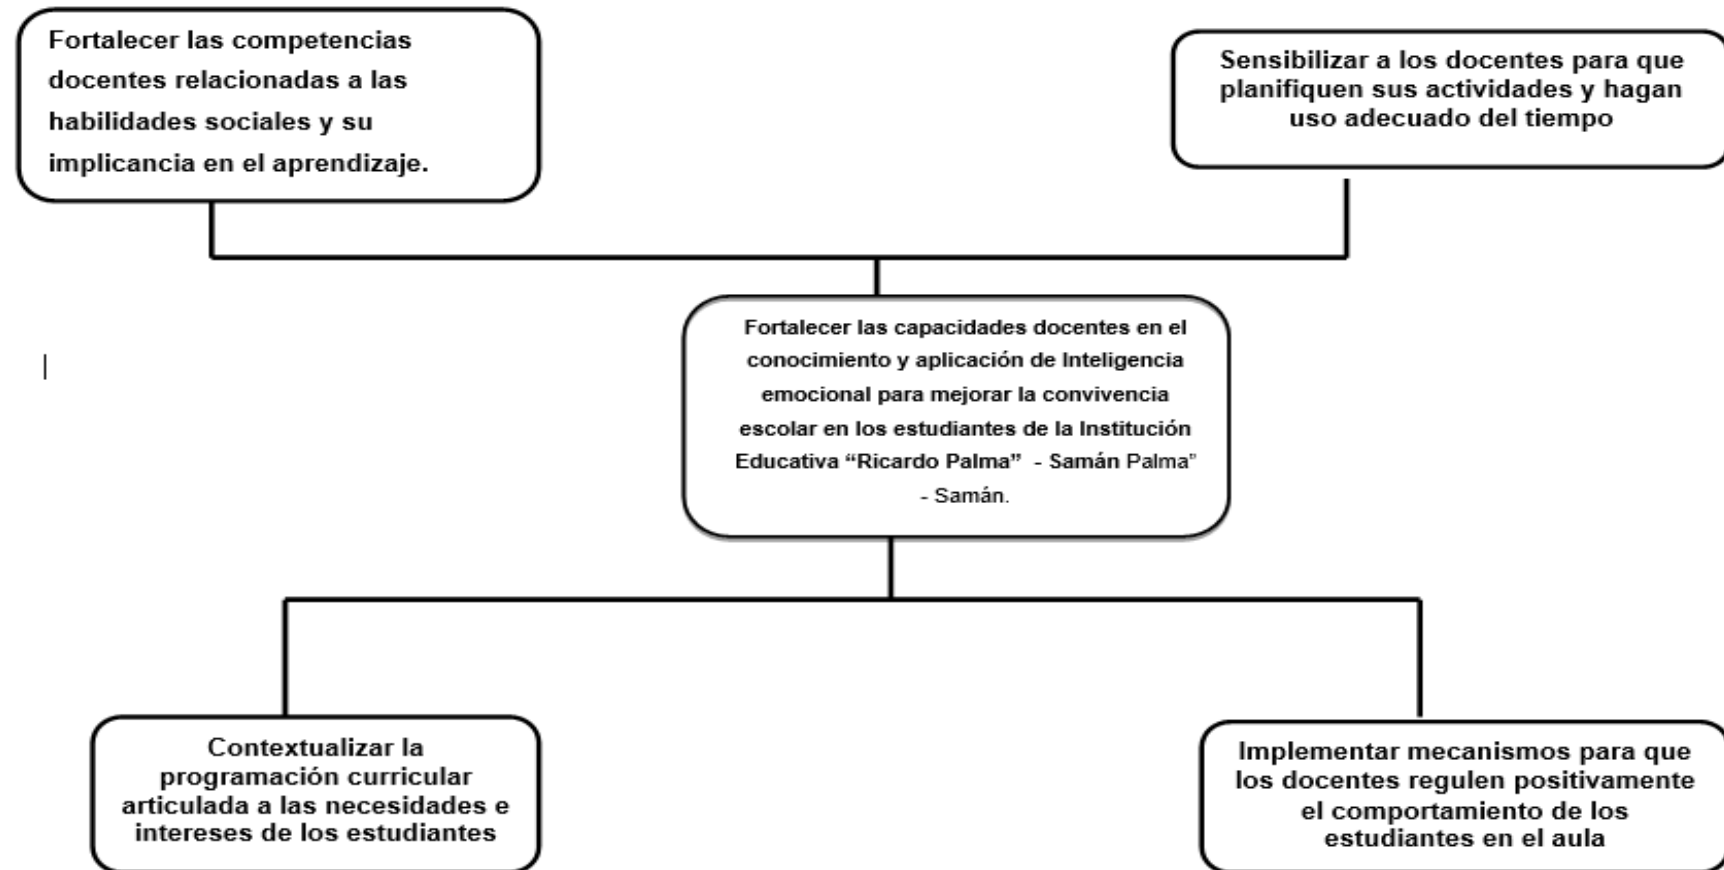 Fortalecer las competencias
docentes relacionadas a las
habilidades sociales y su
implicancia en el aprendizaje.
Sensibilizar a los docentes para que
planifiquen sus actividades y hagan
uso adecuado del tiempo
Fortalecer las capacidades docentes en el
conocimiento y aplicación de Inteligencia
emocional para mejorar la convivencia
escolar en los estudiantes de la Institución
Educativa “Ricardo Palma” - Samán Palma”
- Samán.
Contextualizar la
programación curricular
articulada a las necesidades e
intereses de los estudiantes
Implementar mecanismos para que
los docentes regulen positivamente
el comportamiento de los
estudiantes en el aula